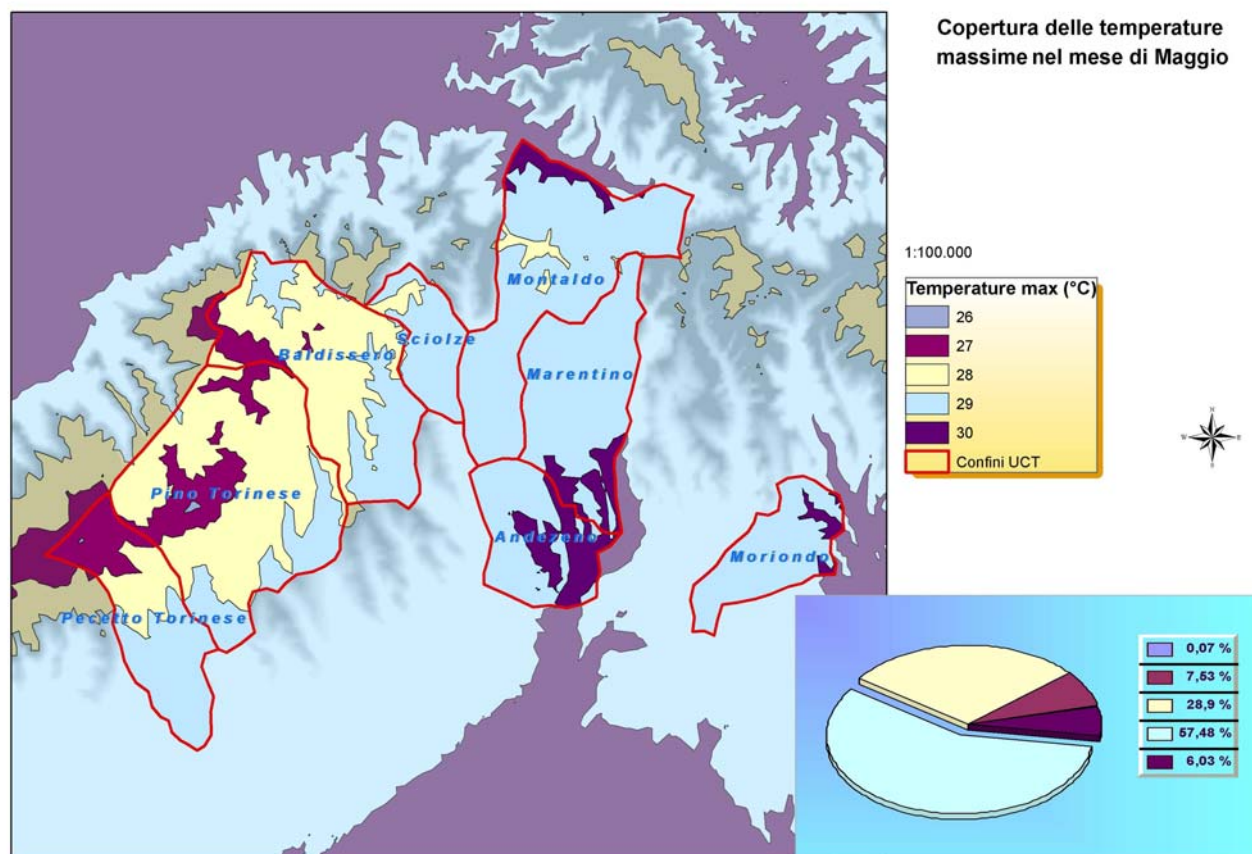 Copertura delle temperature
massime nel mese di Maggio
1:100.000
Temperature max (°C)
26
27
28
29
30
Confini UCT
N
W E
S
Montaldo
Sciolze
Baldissero
Marentino
Pino Torinese
Andezeno
Moriondo
Pecetto Torinese
0,07 %
7,53 %
28,9 %
57,48 %
6,03 %